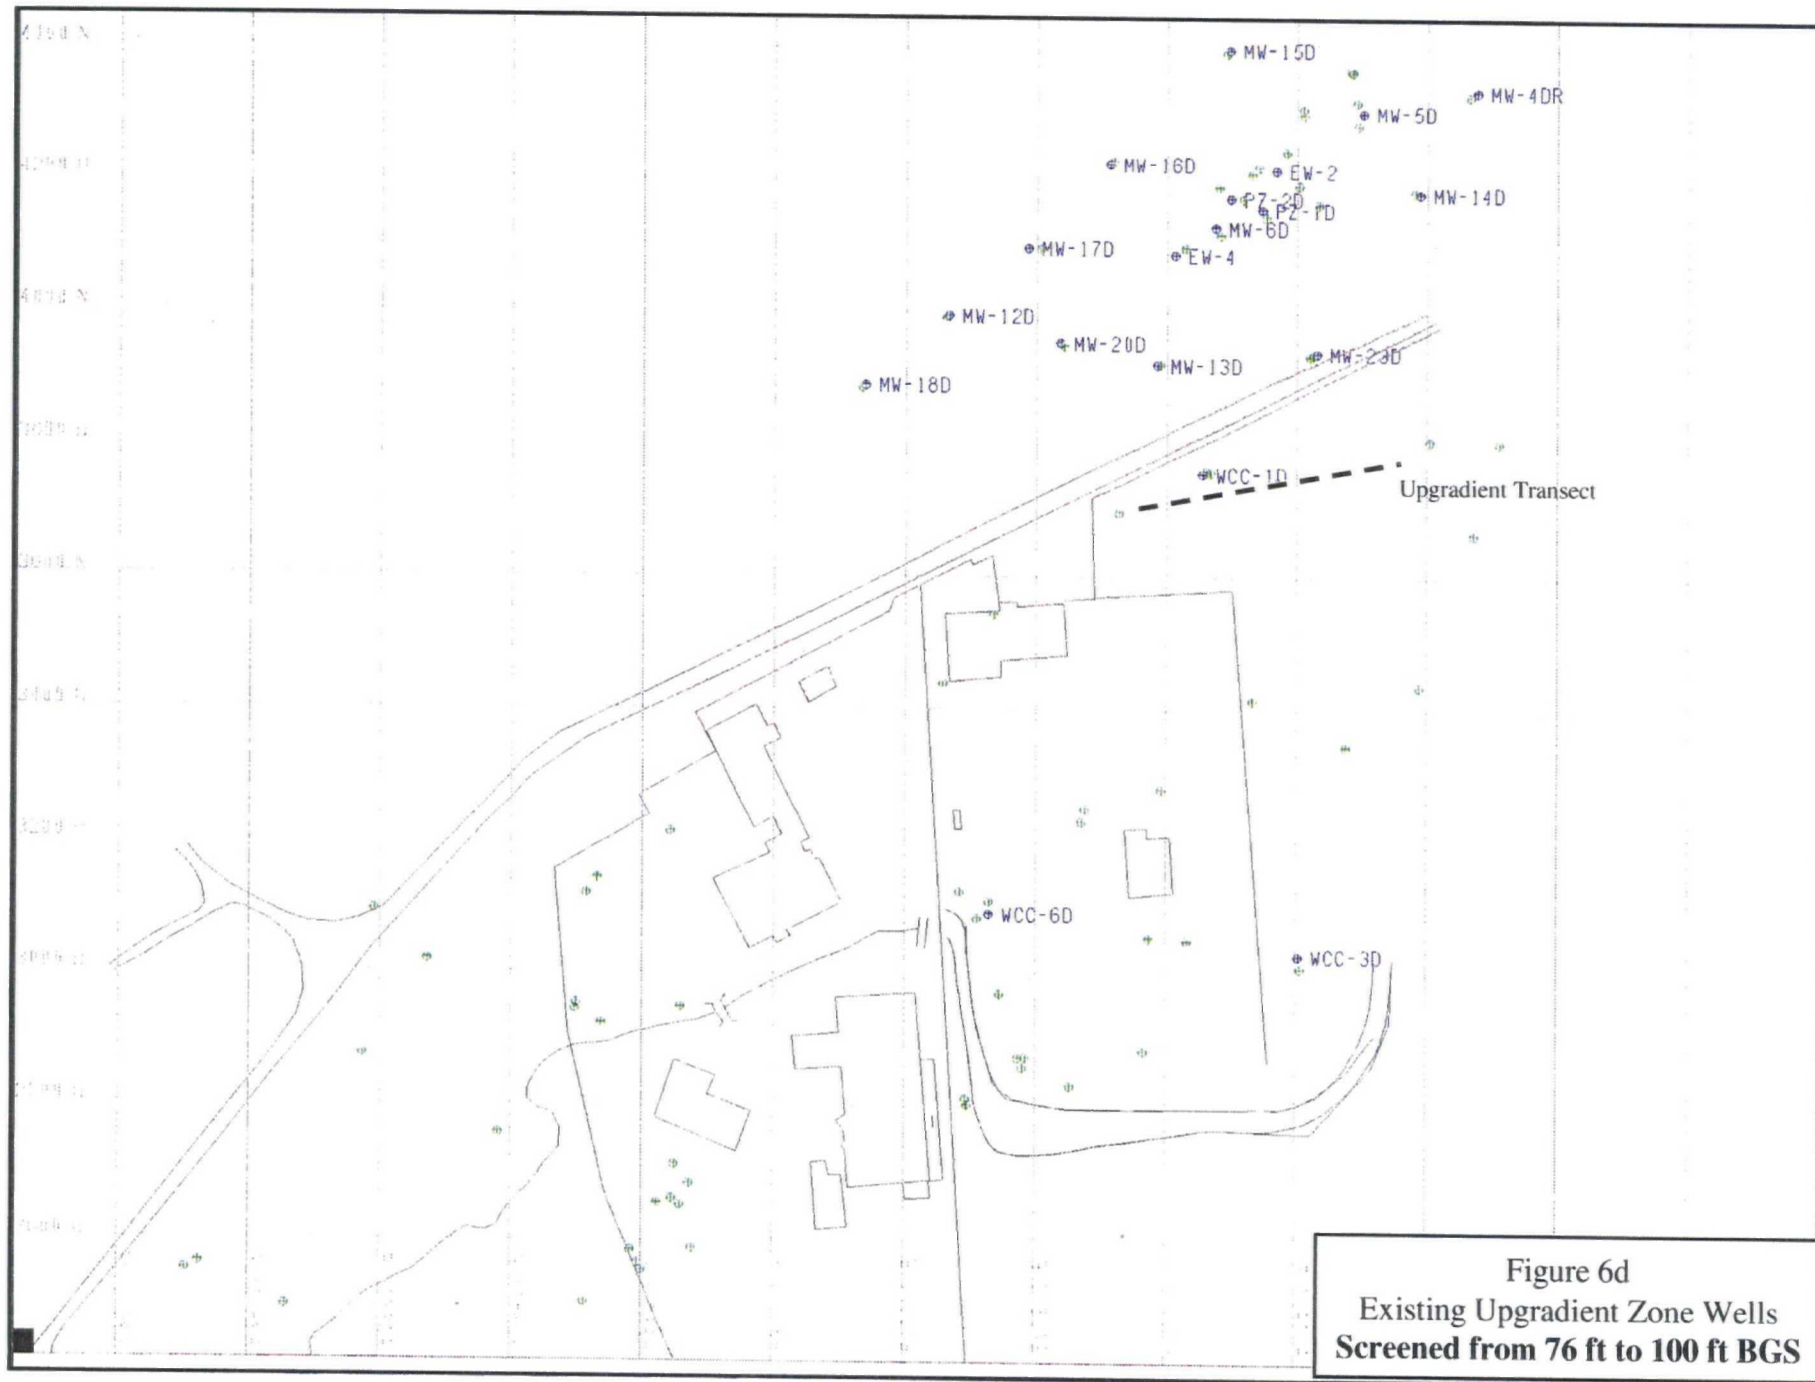 MW-15D
MW-4DR
MW-5D
MW-16D
EW-2
MW-14D
PZ-2D
PZ-1D
MW-6D
MW-17D
EW-4
MW-12D
MW-20D
MW-23D
MW-13D
MW-18D
WCC-1D
Upgradient Transect
WCC-6D
WCC-3D
Figure 6d
Existing Upgradient Zone Wells
Screened from 76 ft to 100 ft BGS